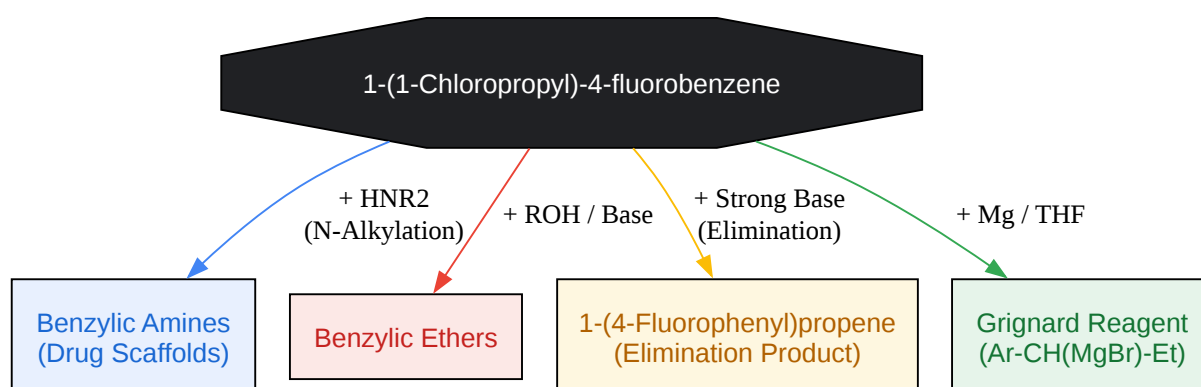 1-(1-Chloropropyl)-4-fluorobenzene
+ HNR2
(N-Alkylation)
+ ROH / Base
+ Strong Base
(Elimination)
+ Mg / THF
Benzylic Amines
(Drug Scaffolds)
Benzylic Ethers
1-(4-Fluorophenyl)propene
(Elimination Product)
Grignard Reagent
(Ar-CH(MgBr)-Et)